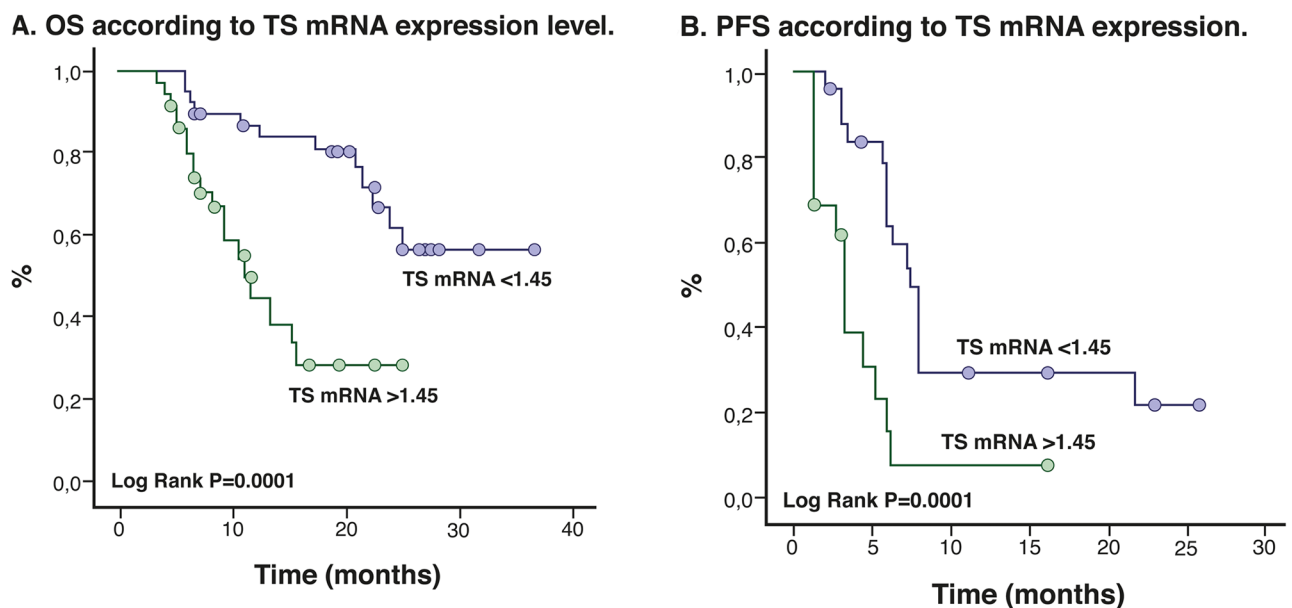 A. OS according to TS mRNA expression level.
1,0
0,8
0,6
0,4
0,2
0,0
%
TS mRNA <1.45
TS mRNA >1.45
Log Rank P=0.0001
0 10 20 30 40
Time (months)
B. PFS according to TS mRNA expression.
1,0
0,8
0,6
0,4
0,2
0,0
%
TS mRNA <1.45
TS mRNA >1.45
Log Rank P=0.0001
0 5 10 15 20 25 30
Time (months)